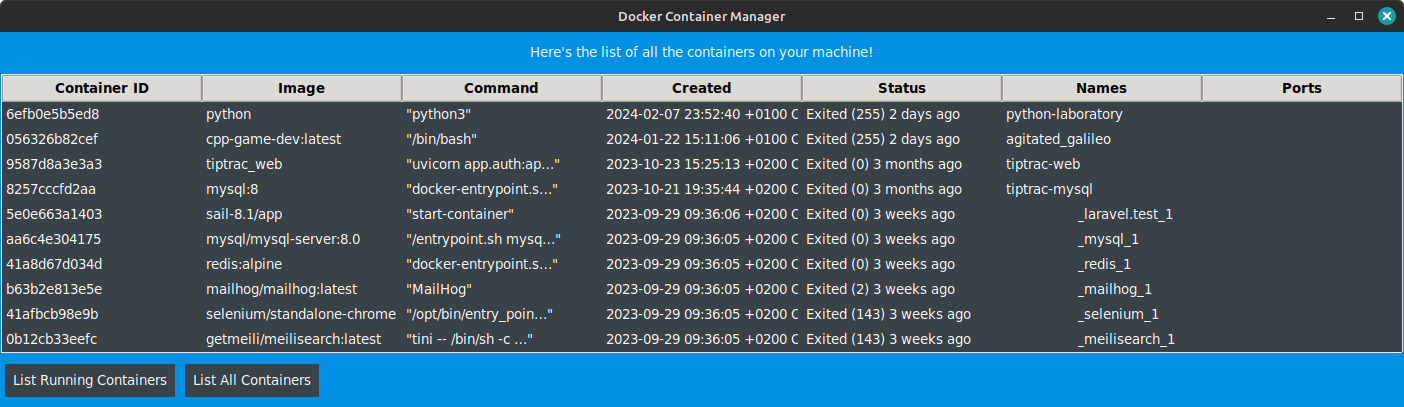 Docker Container Manager
Here's the list of all the containers on your machine!
Container ID Image Command Created Status Names Ports
6efb0e5b5ed8 python "python3" 2024-02-07 23:52:40 +0100 C Exited (255) 2 days ago python-laboratory
056326b82cef cpp-game-dev:latest "/bin/bash" 2024-01-22 15:11:06 +0100 C Exited (255) 2 days ago agitated_galileo
9587d8a3e3a3 tiptrac_web "uvicorn app.auth:ap…" 2023-10-23 15:25:13 +0200 C Exited (0) 3 months ago tiptrac-web
8257cccfd2aa mysql:8 "docker-entrypoint.s…" 2023-10-21 19:35:44 +0200 C Exited (0) 3 months ago tiptrac-mysql
5e0e663a1403 sail-8.1/app "start-container" 2023-09-29 09:36:06 +0200 C Exited (0) 3 weeks ago _laravel.test_1
aa6c4e304175 mysql/mysql-server:8.0 "/entrypoint.sh mysq…" 2023-09-29 09:36:05 +0200 C Exited (0) 3 weeks ago _mysql_1
41a8d67d034d redis:alpine "docker-entrypoint.s…" 2023-09-29 09:36:05 +0200 C Exited (0) 3 weeks ago _redis_1
b63b2e813e5e mailhog/mailhog:latest "MailHog" 2023-09-29 09:36:05 +0200 C Exited (2) 3 weeks ago _mailhog_1
41afbcb98e9b selenium/standalone-chrome "/opt/bin/entry_poin…" 2023-09-29 09:36:05 +0200 C Exited (143) 3 weeks ago _selenium_1
0b12cb33eefc getmeili/meilisearch:latest "tini -- /bin/sh -c …" 2023-09-29 09:36:05 +0200 C Exited (143) 3 weeks ago _meilisearch_1
List Running Containers List All Containers